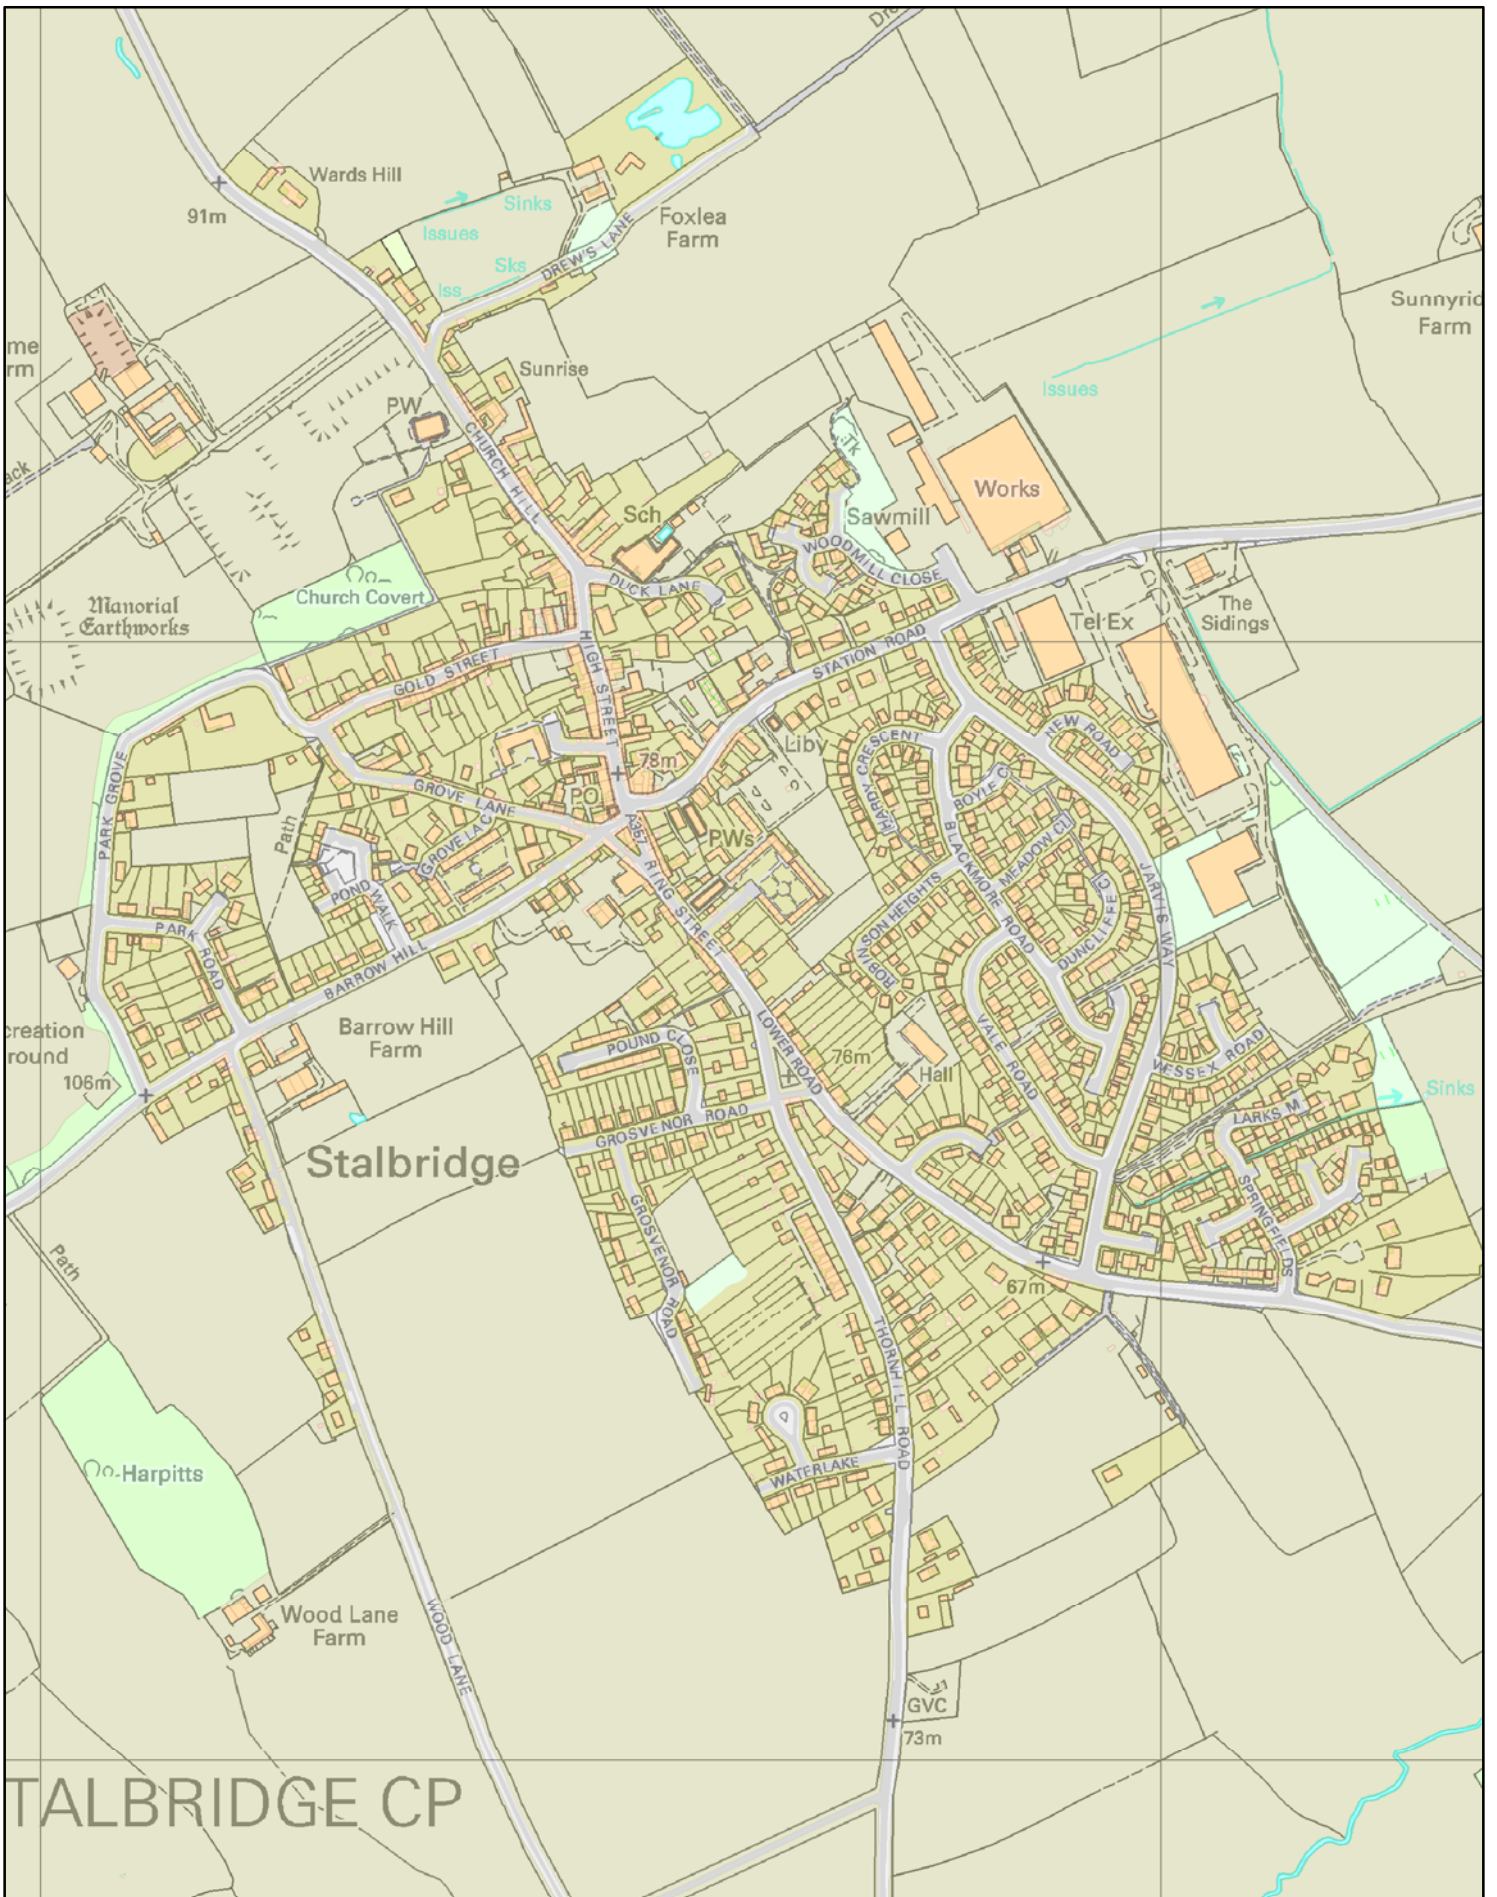 Dre
Wards Hill
91m
Issues
Sinks
Foxlea
Farm
DREW'S LANE
Sks
Iss
Sunnyrid
Farm
me
rm
Issues
Sunrise
PW
CHURCH HILL
ack
Tk
Works
Sch
Sawmill
WOODMILL CLOSE
DUCK LANE
Church Covert
Manorial
Earthworks
Tel Ex
The
Sidings
STATION ROAD
HIGH STREET
GOLD STREET
NEW ROAD
Liby
HARDY CRESCENT
78m
PARK GROVE
GROVE LANE
PO
BOYLE C
A357
PWs
Path
GROVE LA C
BLACKMORE ROAD
MEADOW Cl
JARVIS WAY
RING STREET
POND WALK
DUNCLIFFE Cl
ROBINSON HEIGHTS
PARK ROAD
BARROW HILL
creation
round
Barrow Hill
Farm
POUND CLOSE
LOWER ROAD
76m
VALE ROAD
Hall
WESSEX ROAD
106m
Sinks
LARKS M
GROSVENOR ROAD
Stalbridge
SPRINGFIELDS
GROSVENOR ROAD
Path
67m
THORNHILL ROAD
Harpitts
WATERLAKE
Wood Lane
Farm
WOOD LANE
GVC
73m
TALBRIDGE CP